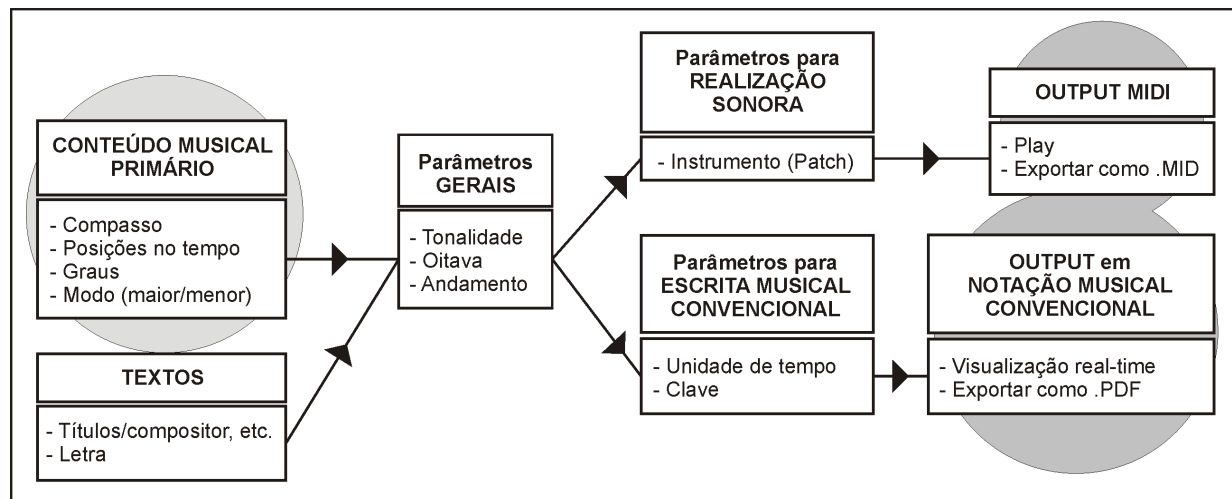 CONTEÚDO MUSICAL
PRIMÁRIO
- Compasso
- Posições no tempo
- Graus
- Modo (maior/menor)
TEXTOS
- Títulos/compositor, etc.
- Letra
Parâmetros
GERAIS
- Tonalidade
- Oitava
- Andamento
Parâmetros para
REALIZAÇÃO
SONORA
- Instrumento (Patch)
Parâmetros para
ESCRITA MUSICAL
CONVENCIONAL
- Unidade de tempo
- Clave
OUTPUT MIDI
- Play
- Exportar como .MID
OUTPUT em
NOTAÇÃO MUSICAL
CONVENCIONAL
- Visualização real-time
- Exportar como .PDF